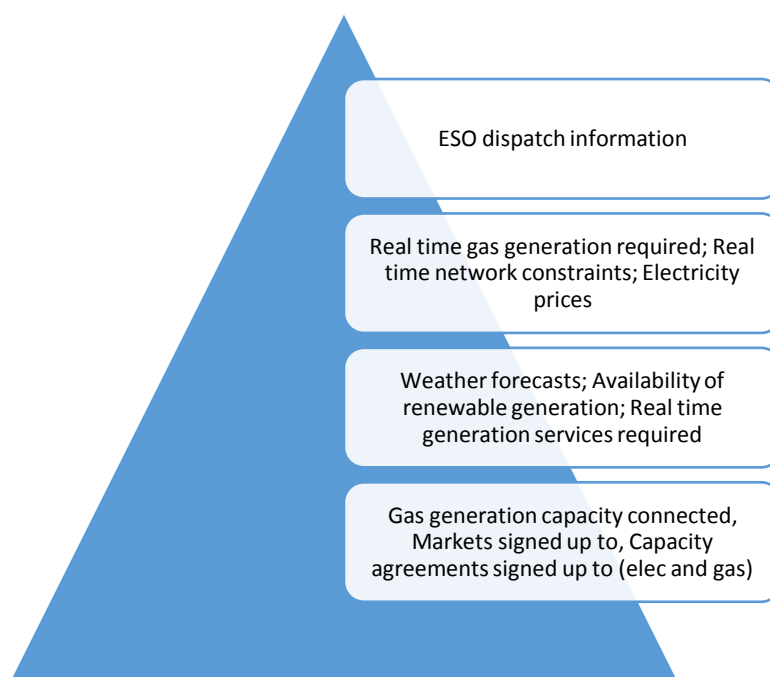 ESO dispatch information
Real time gas generation required; Real
time network constraints; Electricity
prices
Weather forecasts; Availability of
renewable generation; Real time
generation services required
Gas generation capacity connected,
Markets signed up to, Capacity
agreements signed up to (elec and gas)